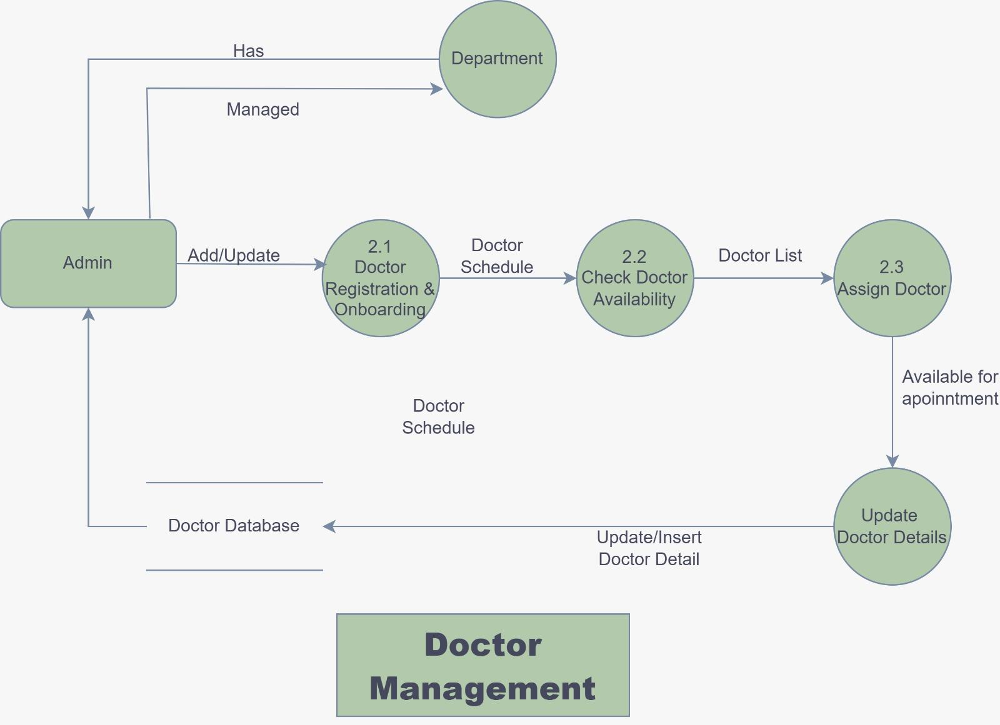 Department
Has
Managed
Admin
Add/Update
2.1
Doctor
Registration &
Onboarding
Doctor
Schedule
2.2
Check Doctor
Availability
Doctor List
2.3
Assign Doctor
Available for
apoinntment
Doctor
Schedule
Doctor Database
Update/Insert
Doctor Detail
Update
Doctor Details
Doctor
Management